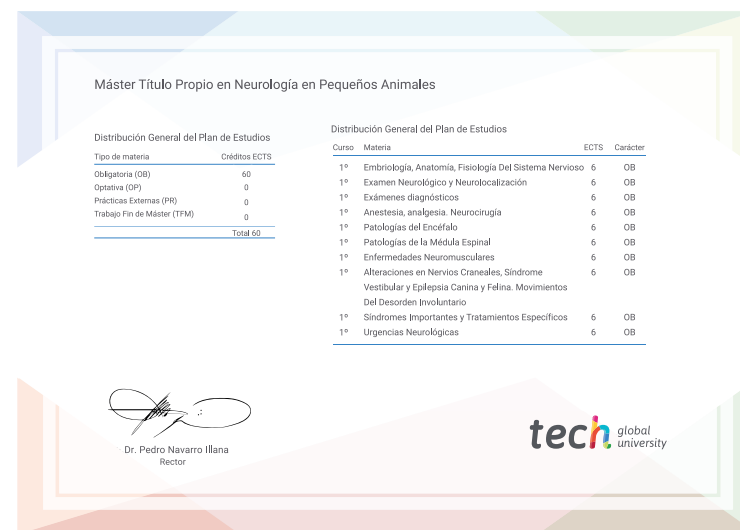 Máster Título Propio en Neurología en Pequeños Animales
Distribución General del Plan de Estudios
Tipo de materia Créditos ECTS
Obligatoria (OB) 60
Optativa (OP) 0
Prácticas Externas (PR) 0
Trabajo Fin de Máster (TFM) 0
Total 60
Distribución General del Plan de Estudios
Curso Materia ECTS Carácter
1º Embriología, Anatomía, Fisiología Del Sistema Nervioso 6 OB
1º Examen Neurológico y Neurolocalización 6 OB
1º Exámenes diagnósticos 6 OB
1º Anestesia, analgesia. Neurocirugía 6 OB
1º Patologías del Encéfalo 6 OB
1º Patologías de la Médula Espinal 6 OB
1º Enfermedades Neuromusculares 6 OB
1º Alteraciones en Nervios Craneales, Síndrome 6 OB
Vestibular y Epilepsia Canina y Felina. Movimientos
Del Desorden Involuntario
1º Síndromes Importantes y Tratamientos Específicos 6 OB
1º Urgencias Neurológicas 6 OB
Dr. Pedro Navarro Illana
Rector
tech global
university